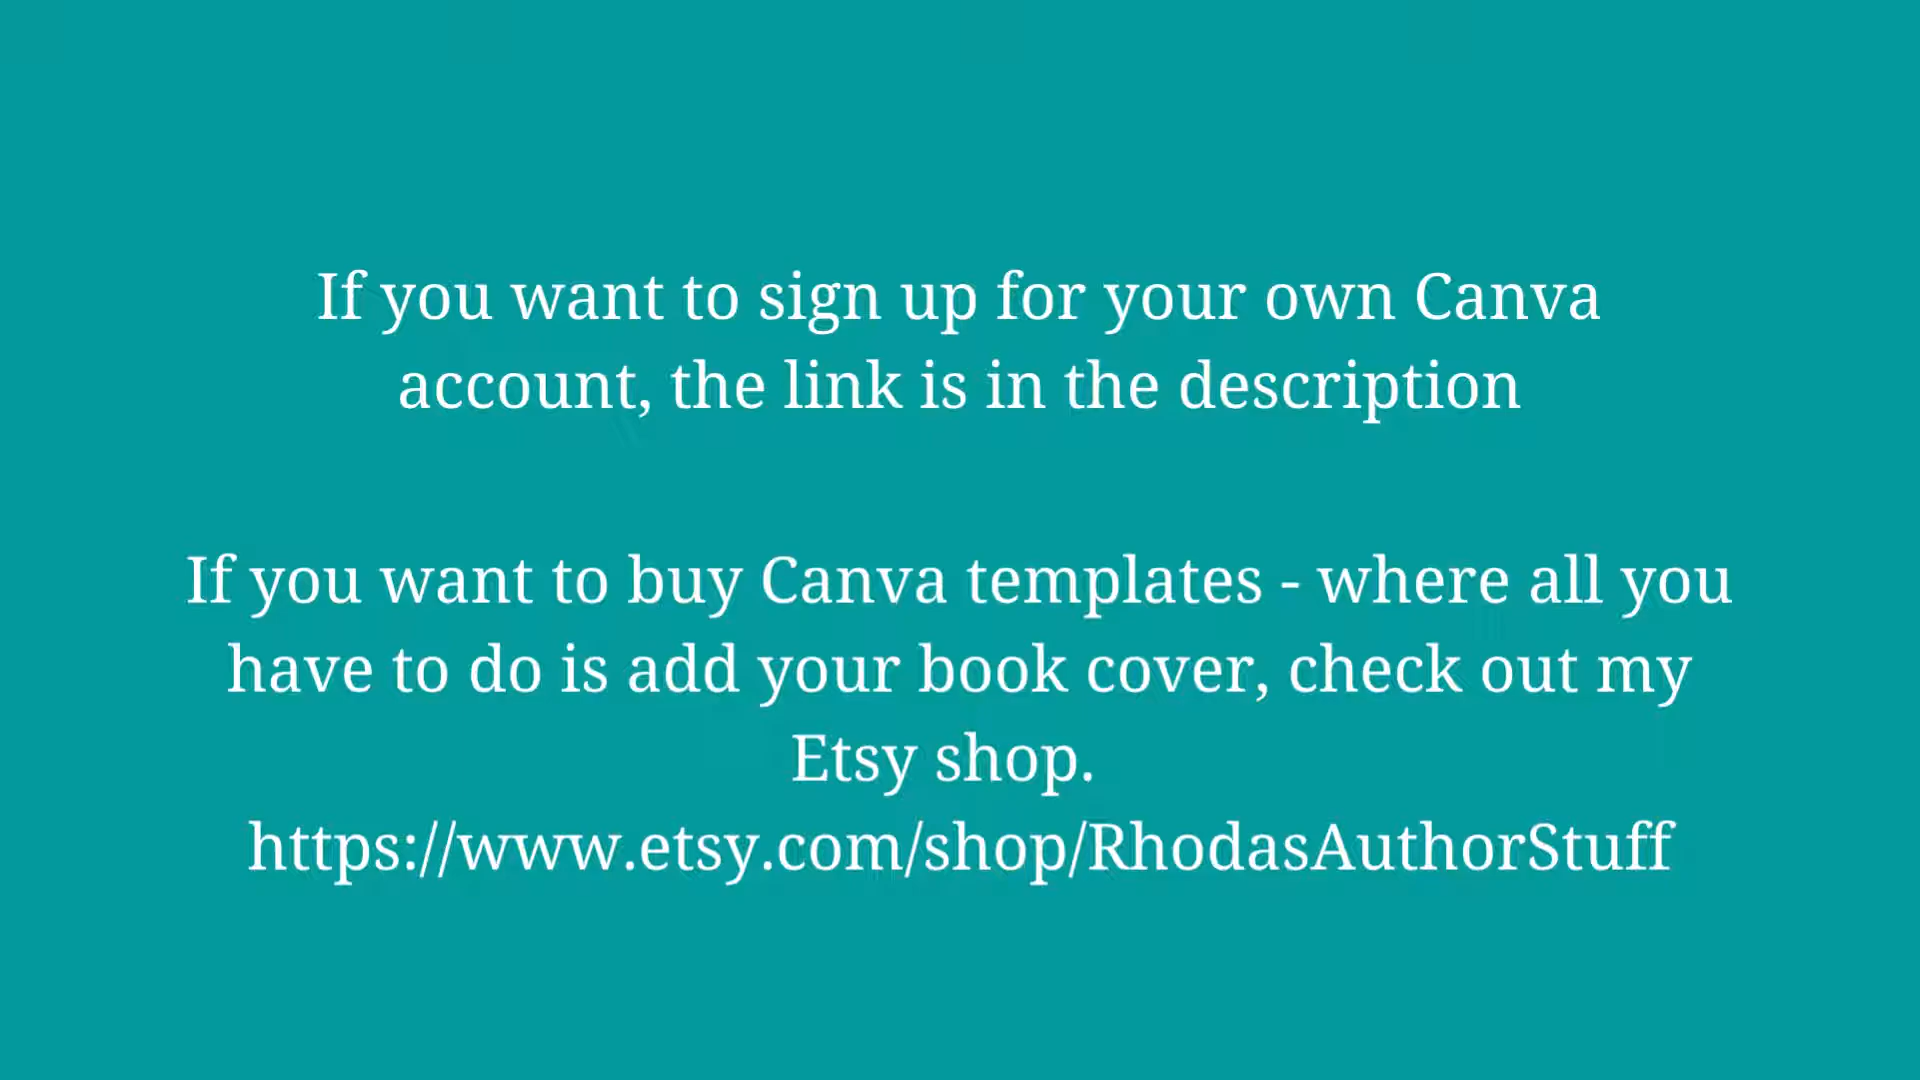 If you want to sign up for your own Canva
account, the link is in the description
If you want to buy Canva templates - where all you
have to do is add your book cover, check out my
Etsy shop.
https://www.etsy.com/shop/RhodasAuthorStuff